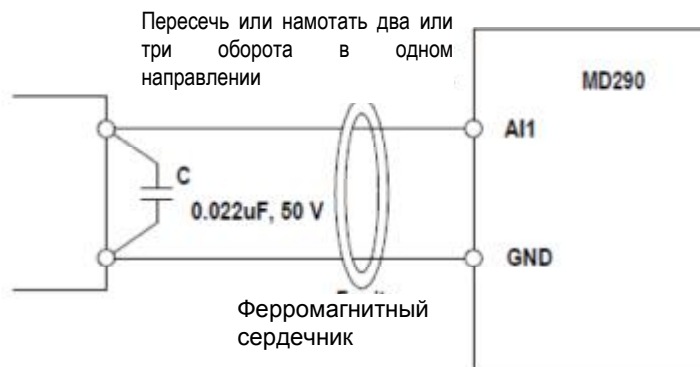 Пересечь или намотать два или
три оборота в одном
направлении
MD290
AI1
C
0.022uF, 50 V
GND
Ферромагнитный
сердечник